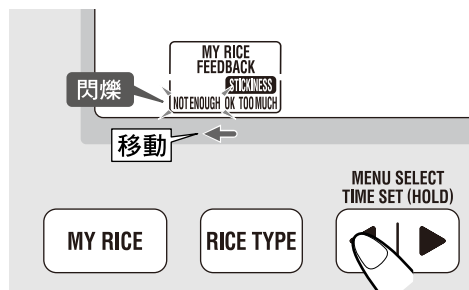 MY RICE
FEEDBACK
STICKINESS
NOT ENOUGH OK TOO MUCH
閃爍
移動
MENU SELECT
TIME SET (HOLD)
MY RICE
RICE TYPE